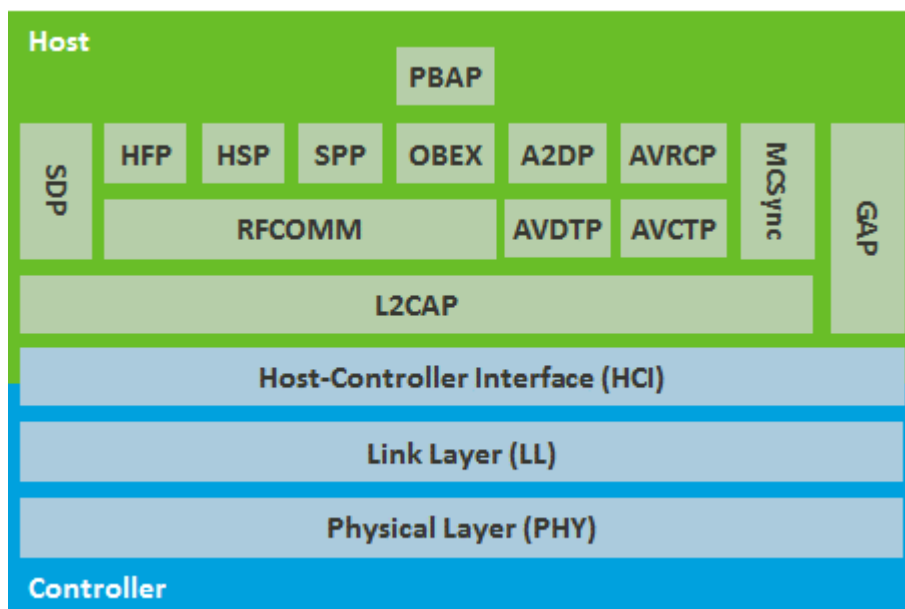 Host
PBAP
SDP
HFP
HSP
SPP
OBEX
A2DP
AVRCP
MCSync
GAP
RFCOMM
AVDTP
AVCTP
L2CAP
Host-Controller Interface (HCI)
Link Layer (LL)
Physical Layer (PHY)
Controller